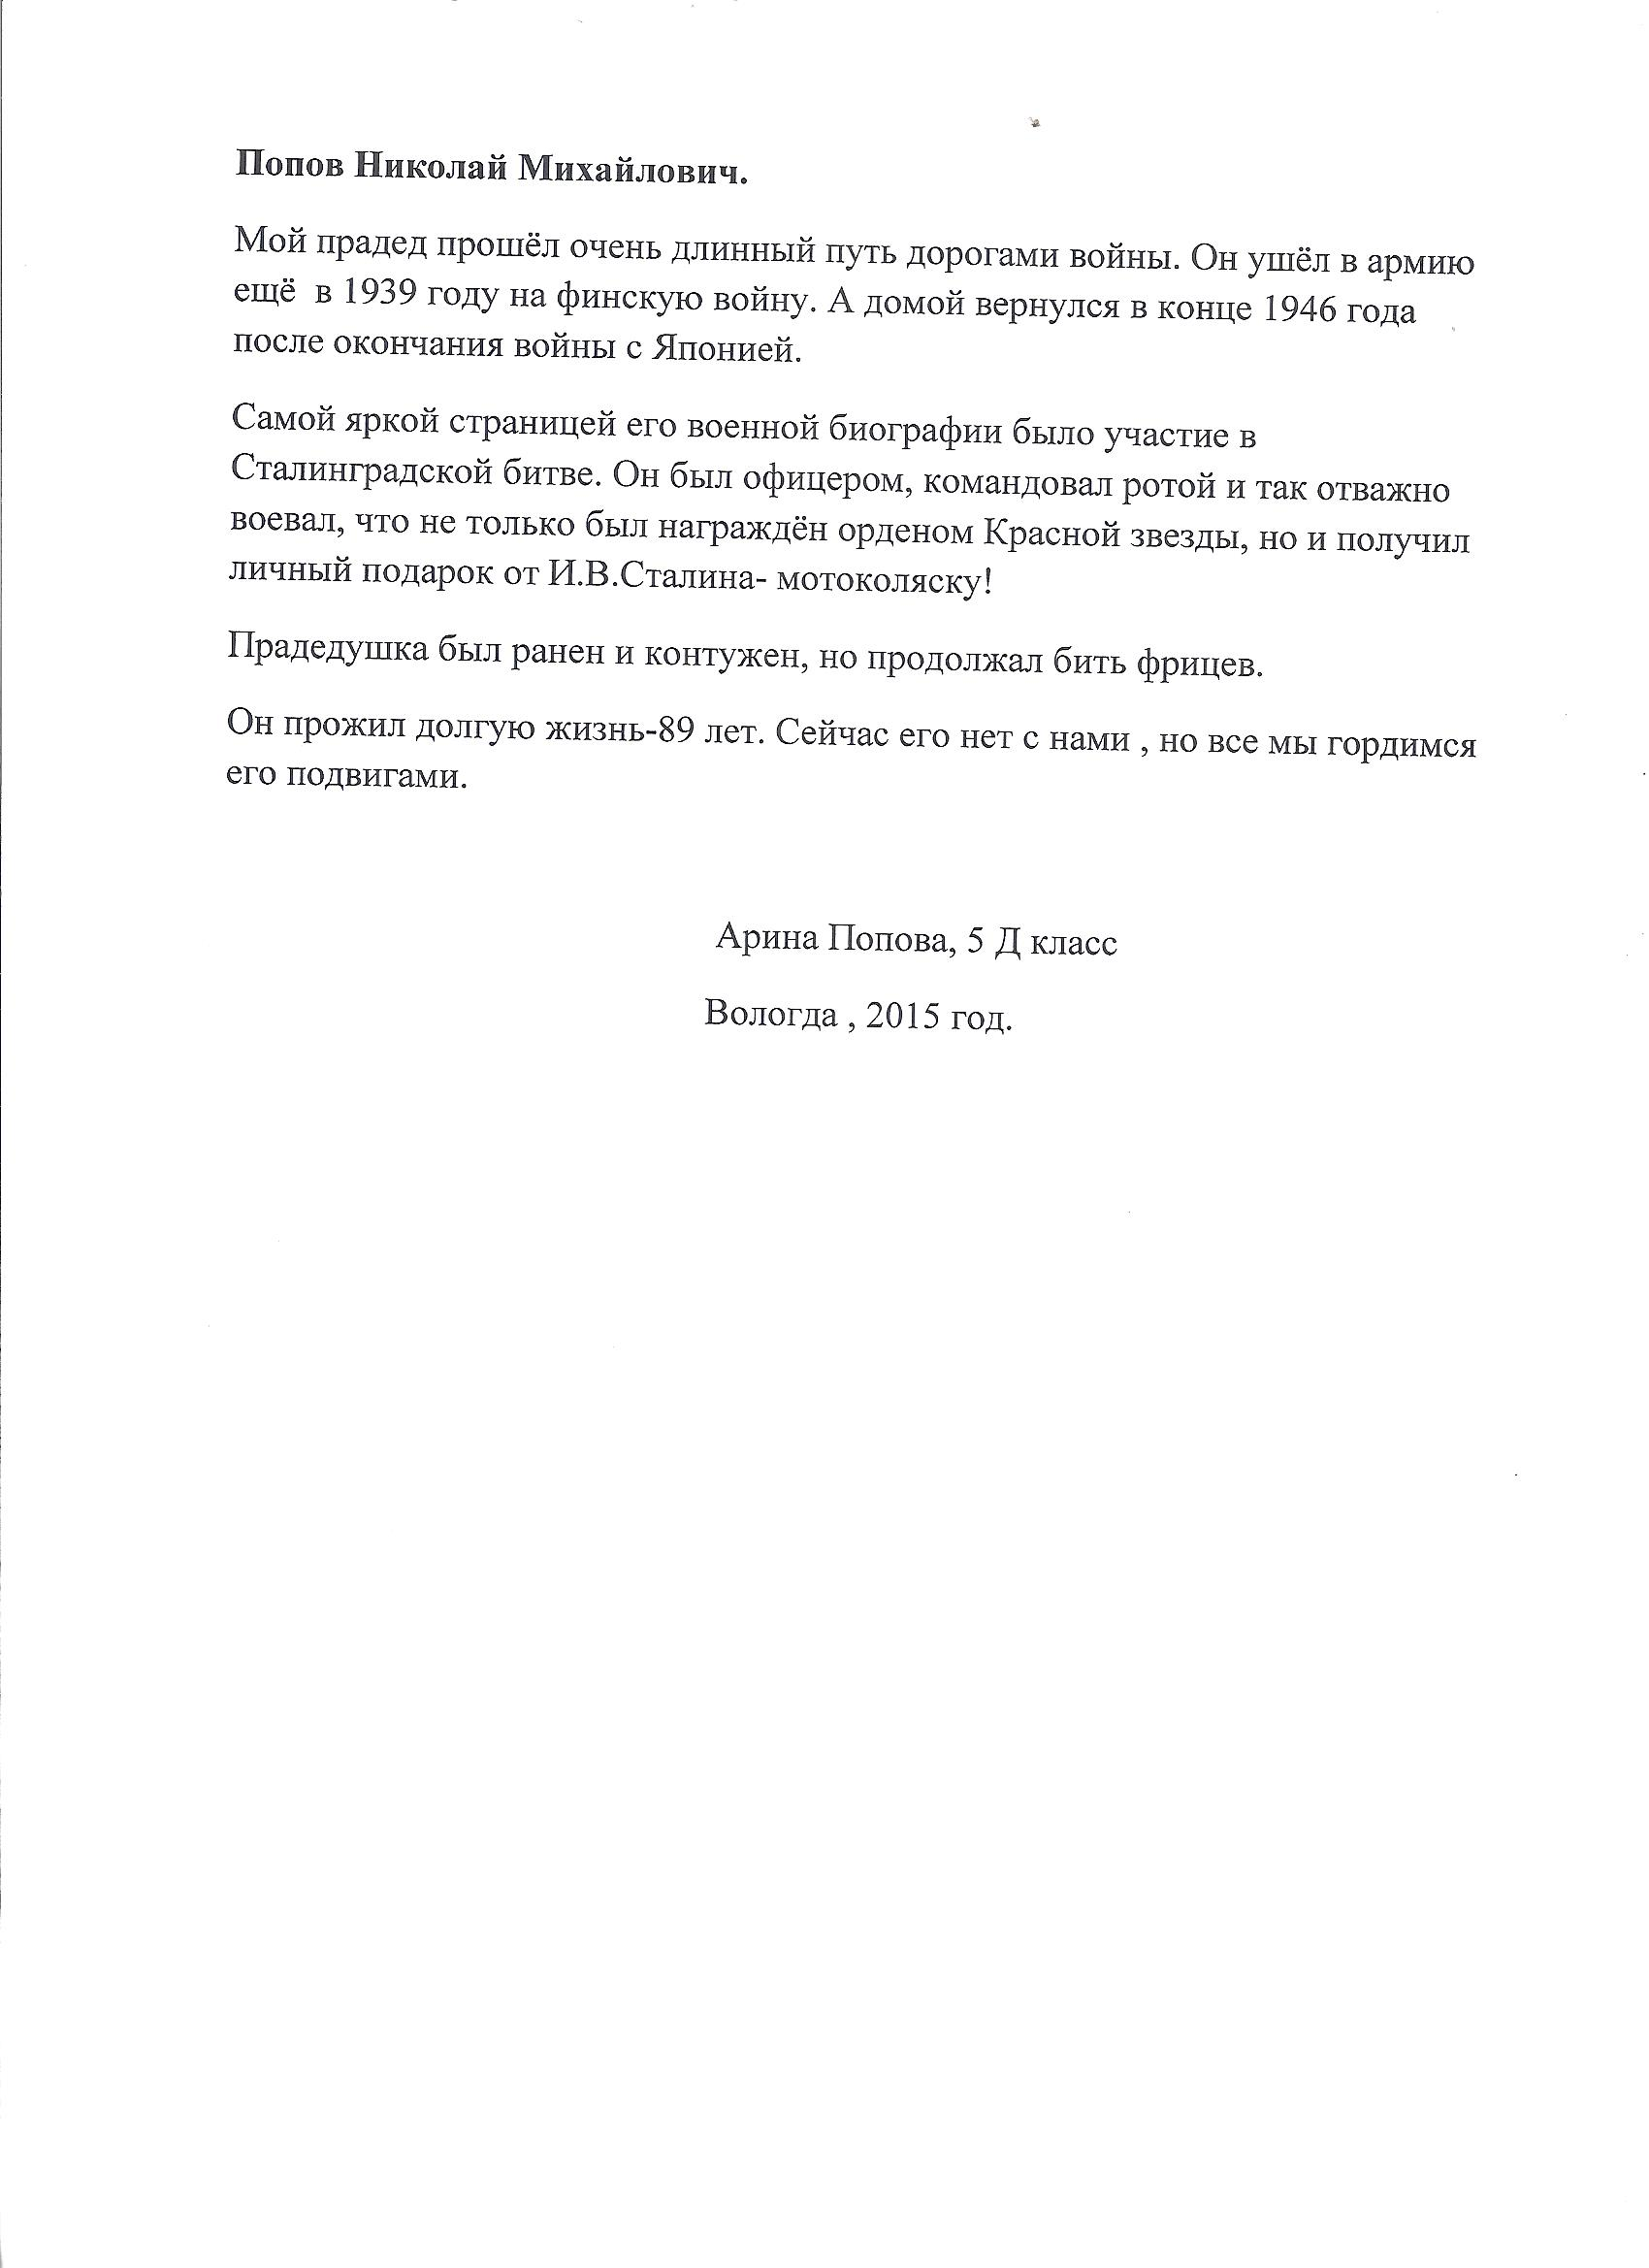 Попов Николай Михайлович.
Мой прадед прошёл очень длинный путь дорогами войны. Он ушёл в армию
ещё  в 1939 году на финскую войну. А домой вернулся в конце 1946 года
после окончания войны с Японией.
Самой яркой страницей его военной биографии было участие в
Сталинградской битве. Он был офицером, командовал ротой и так отважно
воевал, что не только был награждён орденом Красной звезды, но и получил
личный подарок от И.В.Сталина- мотоколяску!
Прадедушка был ранен и контужен, но продолжал бить фрицев.
Он прожил долгую жизнь-89 лет. Сейчас его нет с нами , но все мы гордимся
его подвигами.
Арина Попова, 5 Д класс
Вологда , 2015 год.